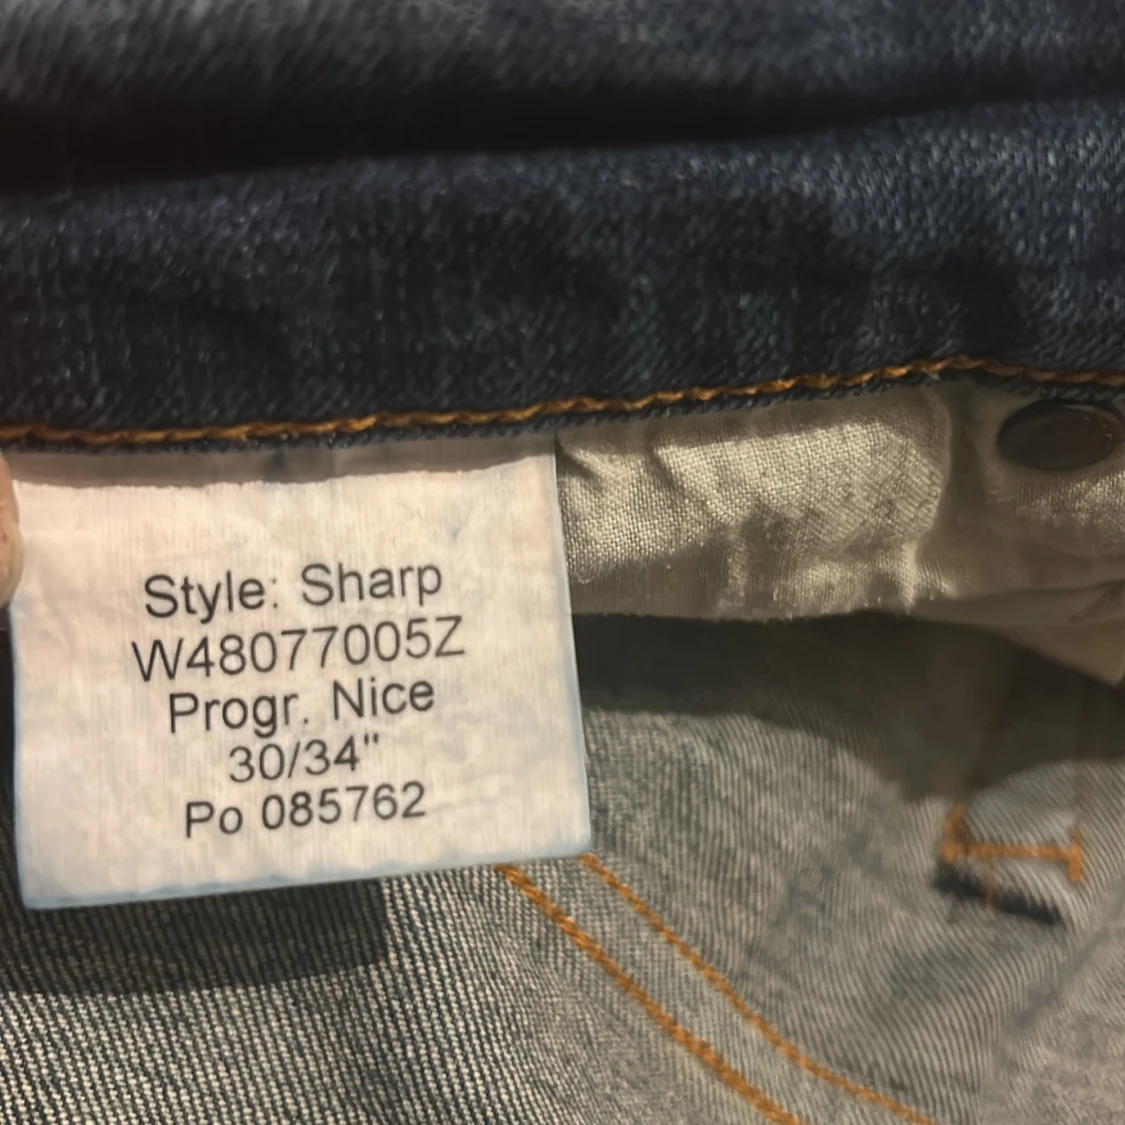 Style: Sharp
W48077005Z
Progr. Nice
30/34"
Po 085762